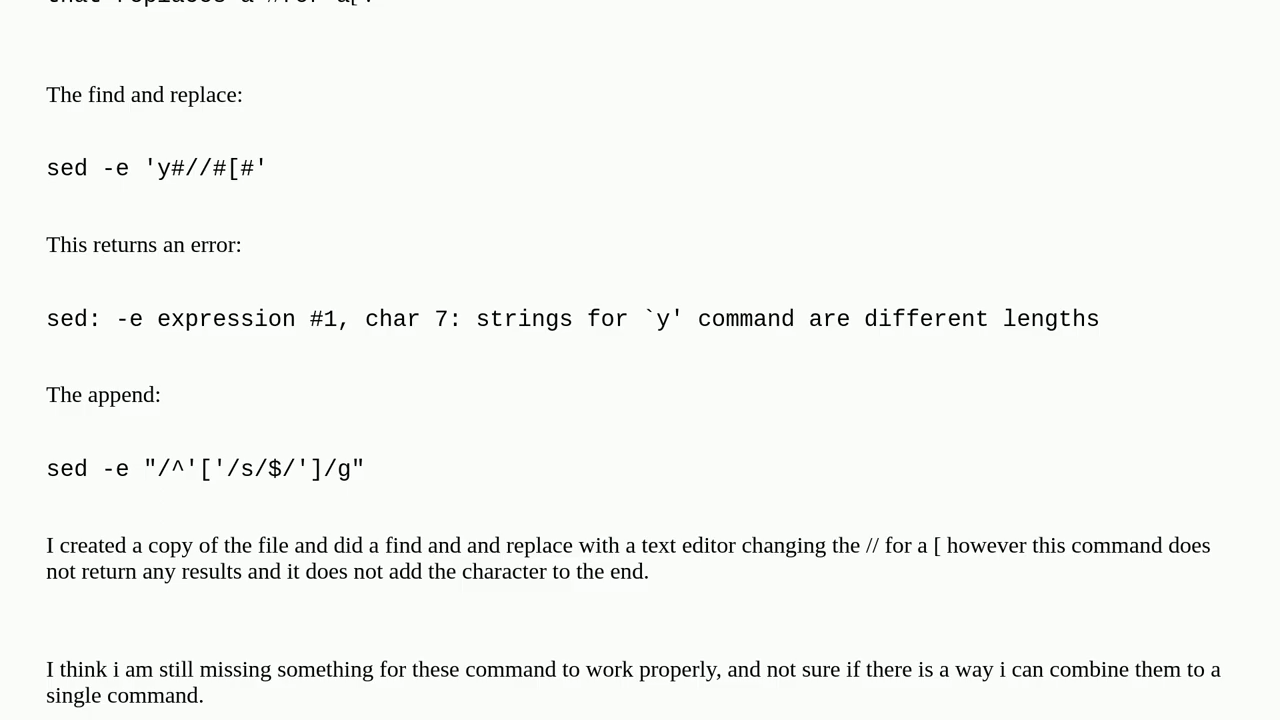 that replaces a // for a[ .
The find and replace:
sed -e 'y#//#[#'
This returns an error:
sed: -e expression #1, char 7: strings for `y' command are different lengths
The append:
sed -e "/^'['/s/$/']/g"
I created a copy of the file and did a find and and replace with a text editor changing the // for a [ however this command does
not return any results and it does not add the character to the end.
I think i am still missing something for these command to work properly, and not sure if there is a way i can combine them to a
single command.